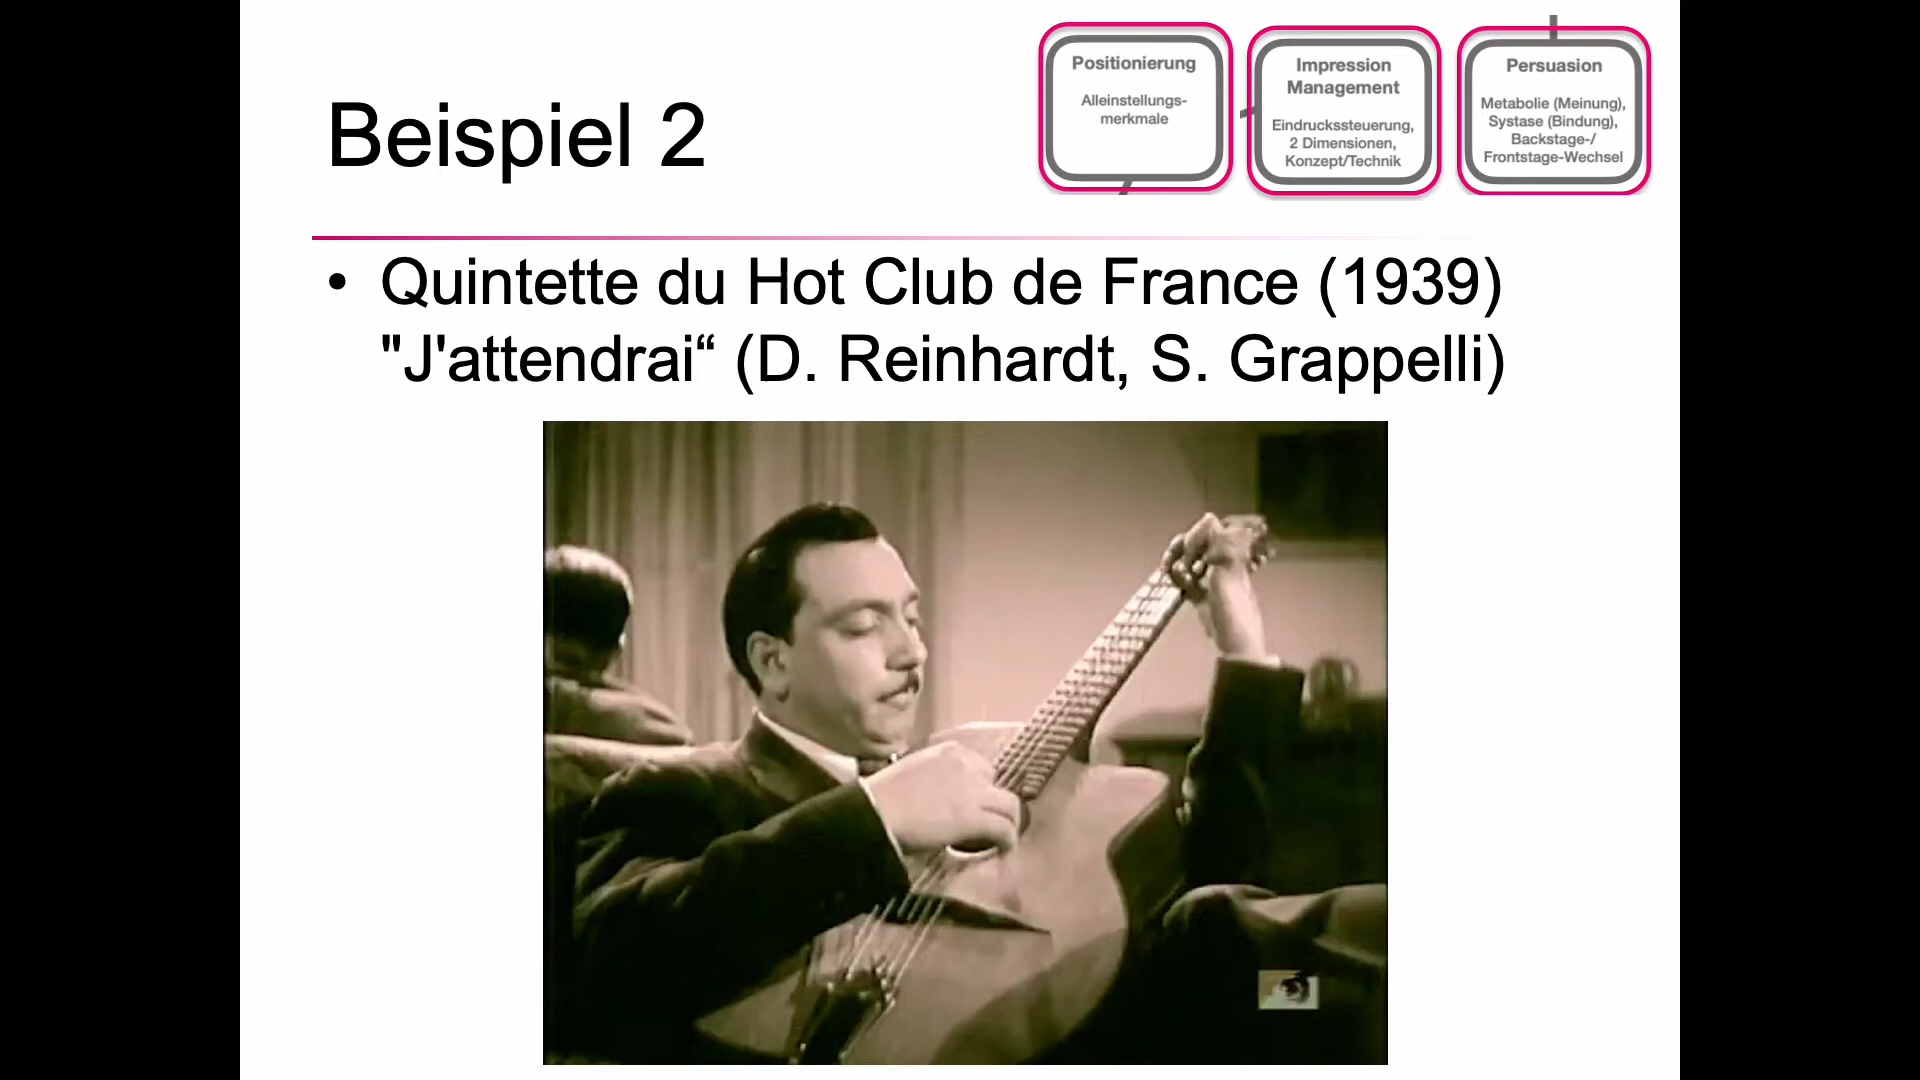 Beispiel 2
Positionierung
Alleinstellungs-
merkmale
Impression
Management
Eindruckssteuerung,
2 Dimensionen,
Konzept/Technik
Persuasion
Metabolie (Meinung),
Systase (Bindung),
Backstage-/
Frontstage-Wechsel
• Quintette du Hot Club de France (1939)
"J'attendrai“ (D. Reinhardt, S. Grappelli)